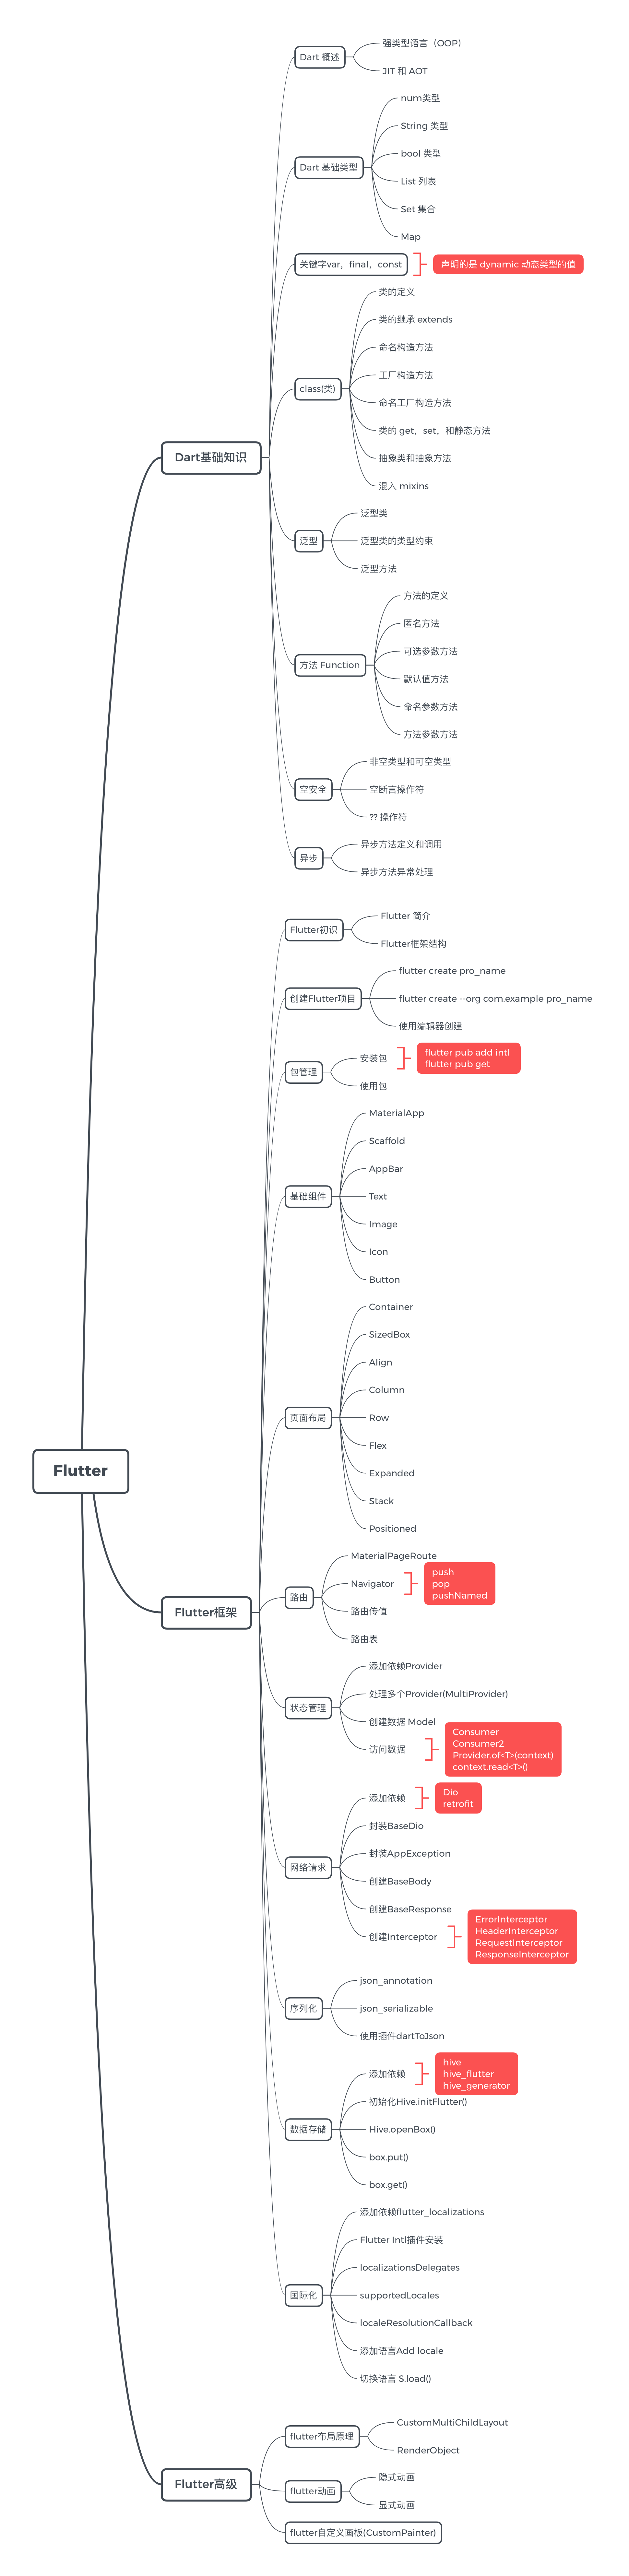 Flutter
Dart基础知识
Dart 概述
强类型语言（OOP）
JIT 和 AOT
Dart 基础类型
num类型
String 类型
bool 类型
List 列表
Set 集合
Map
关键字var，final，const
声明的是 dynamic 动态类型的值
class(类)
类的定义
类的继承 extends
命名构造方法
工厂构造方法
命名工厂构造方法
类的 get，set，和静态方法
抽象类和抽象方法
混入 mixins
泛型
泛型类
泛型类的类型约束
泛型方法
方法 Function
方法的定义
匿名方法
可选参数方法
默认值方法
命名参数方法
方法参数方法
空安全
非空类型和可空类型
空断言操作符
?? 操作符
异步
异步方法定义和调用
异步方法异常处理
Flutter框架
Flutter初识
Flutter 简介
Flutter框架结构
创建Flutter项目
flutter create pro_name
flutter create --org com.example pro_name
使用编辑器创建
包管理
安装包
flutter pub add intl
flutter pub get
使用包
基础组件
MaterialApp
Scaffold
AppBar
Text
Image
Icon
Button
页面布局
Container
SizedBox
Align
Column
Row
Flex
Expanded
Stack
Positioned
路由
MaterialPageRoute
Navigator
push
pop
pushNamed
路由传值
路由表
状态管理
添加依赖Provider
处理多个Provider(MultiProvider)
创建数据 Model
访问数据
Consumer
Consumer2
Provider.of<T>(context)
context.read<T>()
网络请求
添加依赖
Dio
retrofit
封装BaseDio
封装AppException
创建BaseBody
创建BaseResponse
创建Interceptor
ErrorInterceptor
HeaderInterceptor
RequestInterceptor
ResponseInterceptor
序列化
json_annotation
json_serializable
使用插件dartToJson
数据存储
添加依赖
hive
hive_flutter
hive_generator
初始化Hive.initFlutter()
Hive.openBox()
box.put()
box.get()
国际化
添加依赖flutter_localizations
Flutter Intl插件安装
localizationsDelegates
supportedLocales
localeResolutionCallback
添加语言Add locale
切换语言 S.load()
Flutter高级
flutter布局原理
CustomMultiChildLayout
RenderObject
flutter动画
隐式动画
显式动画
flutter自定义画板(CustomPainter)